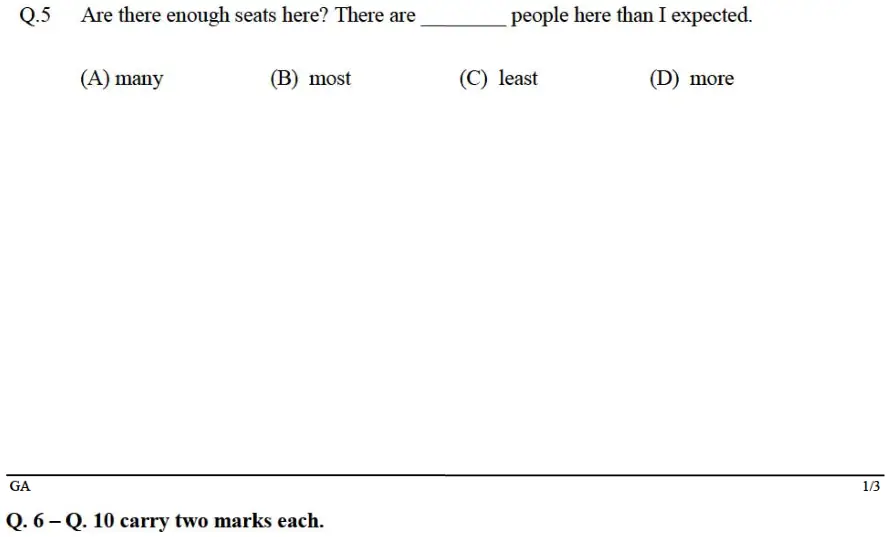 Q.5 Are there enough seats here? There are ________ people here than I expected.
(A) many (B) most (C) least (D) more
GA 1/3
Q. 6 – Q. 10 carry two marks each.